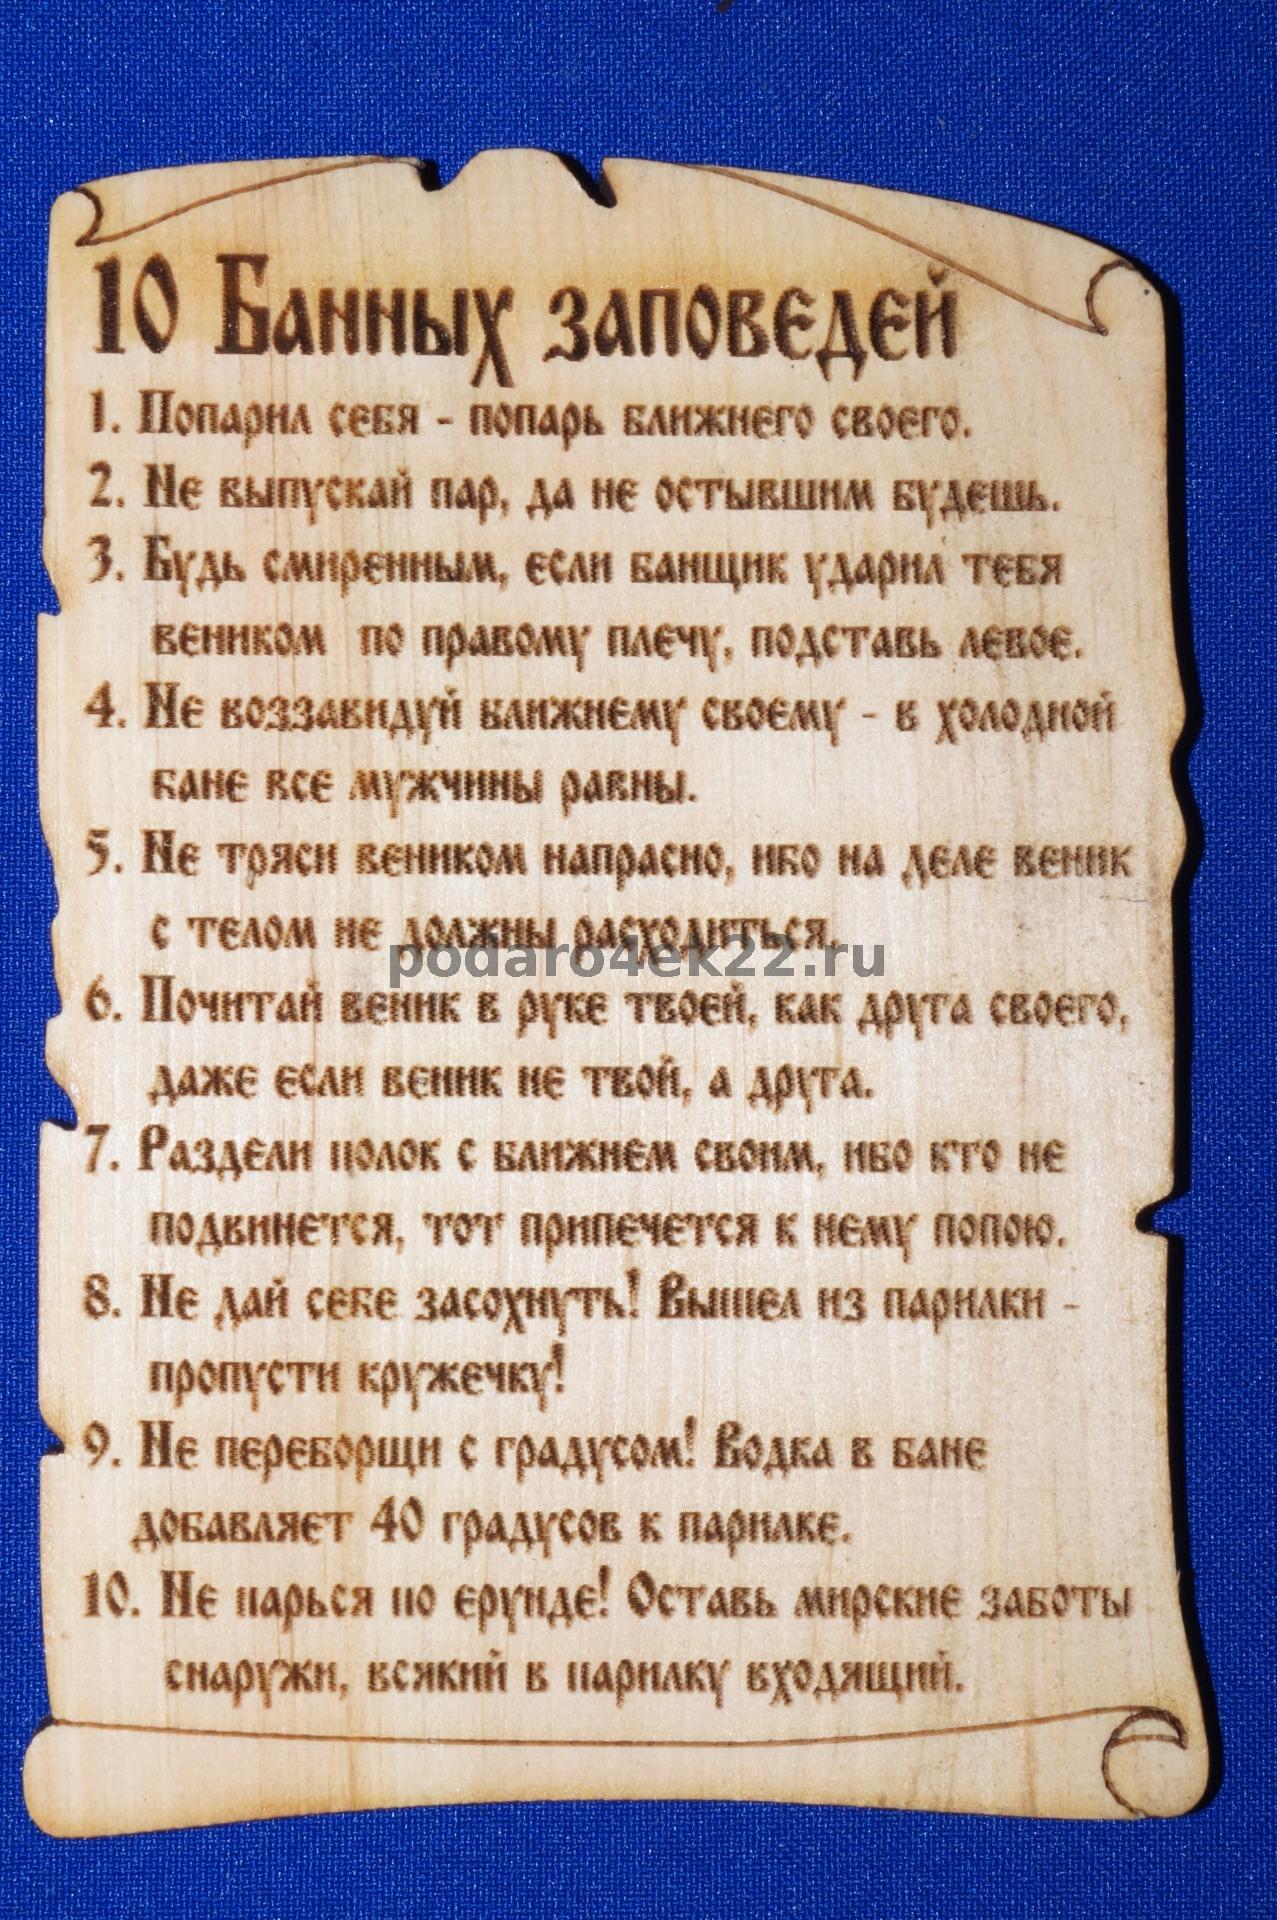 10 Банных заповедей
1. Попарил себя - попарь ближнего своего.
2. Не выпускай пар, да не остывшим будешь.
3. Будь смиренным, если банщик ударил тебя
веником по правому плечу, подставь левое.
4. Не воззавидуй ближнему своему - в холодной
бане все мужчины равны.
5. Не тряси веником напрасно, ибо на деле веник
с телом не должны расходиться.
podaro4ek22.ru
6. Почитай веник в руке твоей, как друга своего,
даже если веник не твой, а друга.
7. Раздели полок с ближнем своим, ибо кто не
подвинется, тот припечется к нему попою.
8. Не дай себе засохнуть! Вышел из парилки -
пропусти кружечку!
9. Не переборщи с градусом! Водка в бане
добавляет 40 градусов к парилке.
10. Не парься по ерунде! Оставь мирские заботы
снаружи, всякий в парилку входящий.